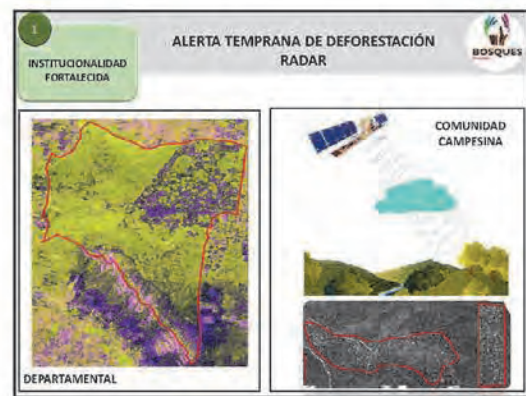 1
INSTITUCIONALIDAD
FORTALECIDA
ALERTA TEMPRANA DE DEFORESTACIÓN
RADAR
BOSQUES
COMUNIDAD
CAMPESINA
DEPARTAMENTAL